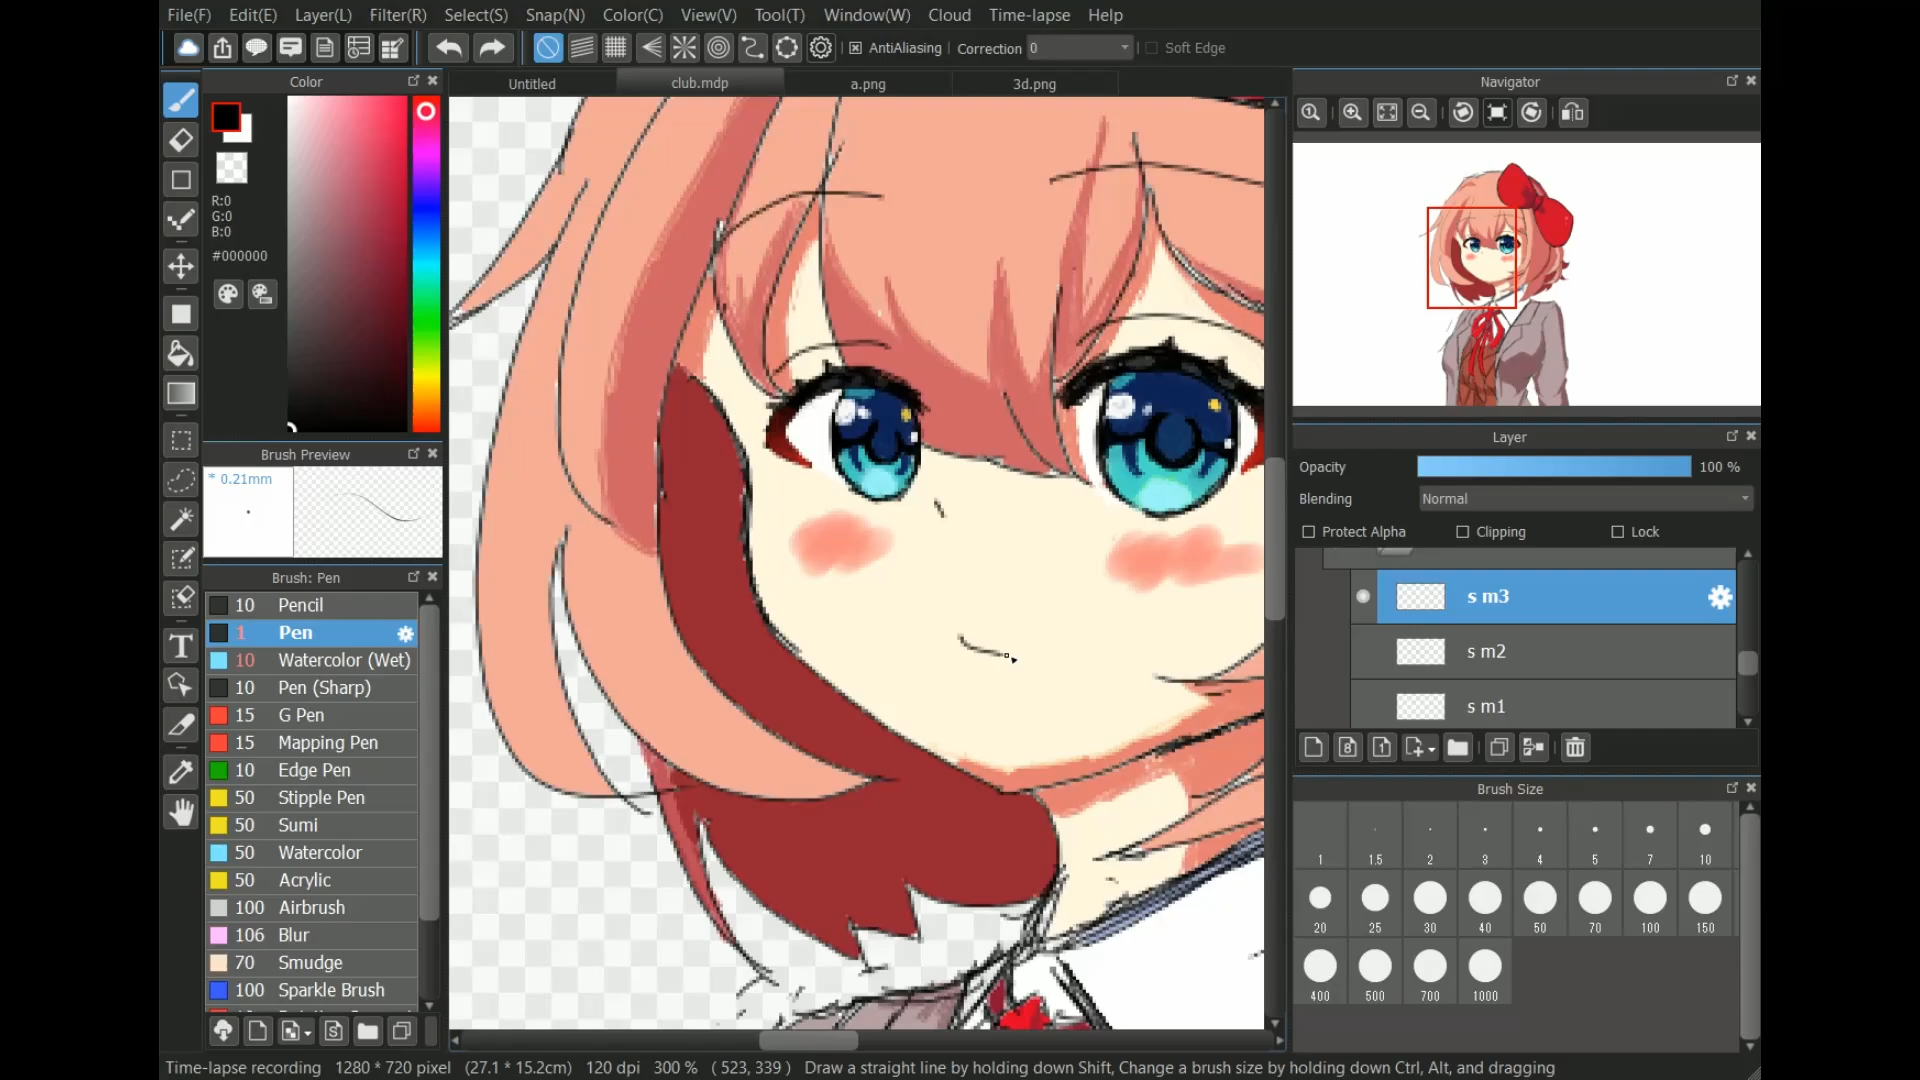 File(F) Edit(E) Layer(L) Filter(R) Select(S) Snap(N) Color(C) View(V) Tool(T) Window(W) Cloud Time-lapse Help
AntiAliasing Correction 0 Soft Edge
Color
Untitled club.mdp a.png 3d.png
Navigator
R:0
G:0
B:0
#000000
Brush Preview
* 0.21mm
Brush: Pen
10 Pencil
1 Pen
10 Watercolor (Wet)
10 Pen (Sharp)
15 G Pen
15 Mapping Pen
10 Edge Pen
50 Stipple Pen
50 Sumi
50 Watercolor
50 Acrylic
100 Airbrush
106 Blur
70 Smudge
100 Sparkle Brush
Layer
Opacity 100 %
Blending Normal
Protect Alpha Clipping Lock
s m3
s m2
s m1
Brush Size
1 1.5 2 3 4 5 7 10
20 25 30 40 50 70 100 150
400 500 700 1000
Time-lapse recording 1280 * 720 pixel (27.1 * 15.2cm) 120 dpi 300 % ( 523, 339 ) Draw a straight line by holding down Shift, Change a brush size by holding down Ctrl, Alt, and dragging